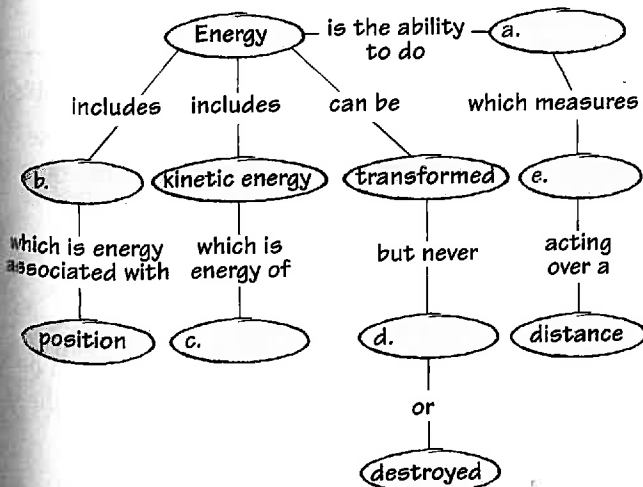 Energy
is the ability
to do
a.
includes
includes
can be
which measures
b.
kinetic energy
transformed
e.
which is energy
associated with
which is
energy of
but never
acting
over a
position
c.
d.
distance
or
destroyed